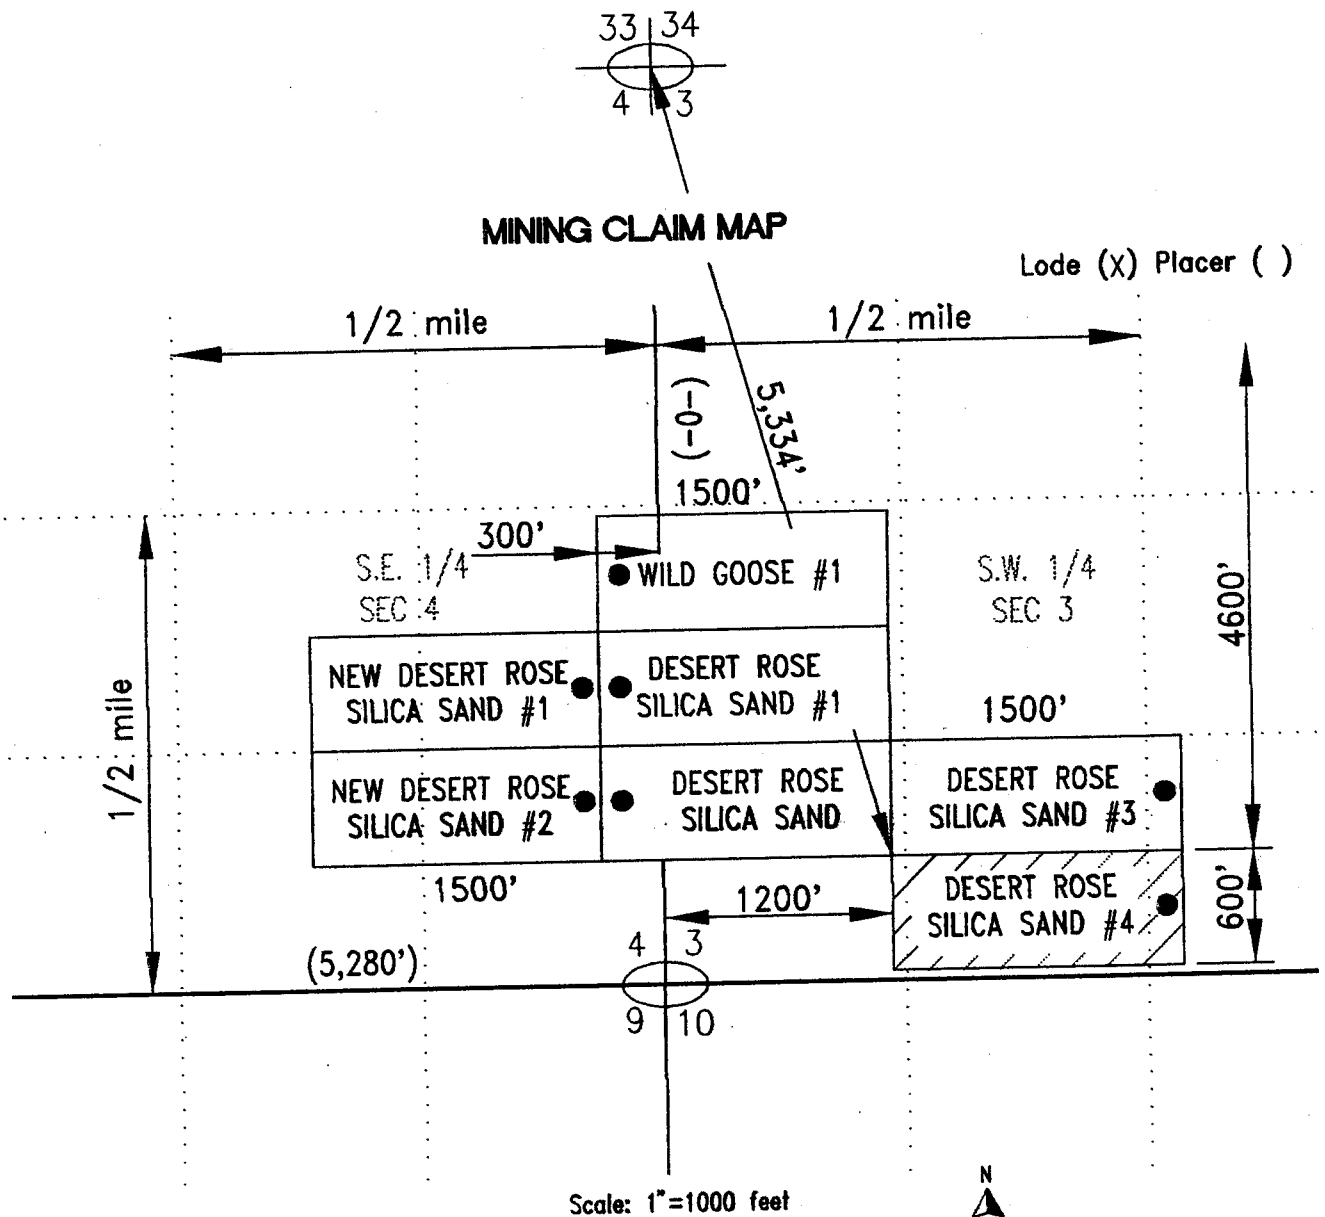 33 34
4 3
MINING CLAIM MAP
Lode (X) Placer ( )
1/2 mile
1/2 mile
(-0-)
5,334'
1500'
300'
S.E. 1/4
SEC 4
WILD GOOSE #1
S.W. 1/4
SEC 3
4600'
NEW DESERT ROSE
SILICA SAND #1
DESERT ROSE
SILICA SAND #1
1500'
1/2 mile
NEW DESERT ROSE
SILICA SAND #2
DESERT ROSE
SILICA SAND
DESERT ROSE
SILICA SAND #3
1500'
1200'
DESERT ROSE
SILICA SAND #4
600'
(5,280')
4 3
9 10
Scale: 1"=1000 feet
N